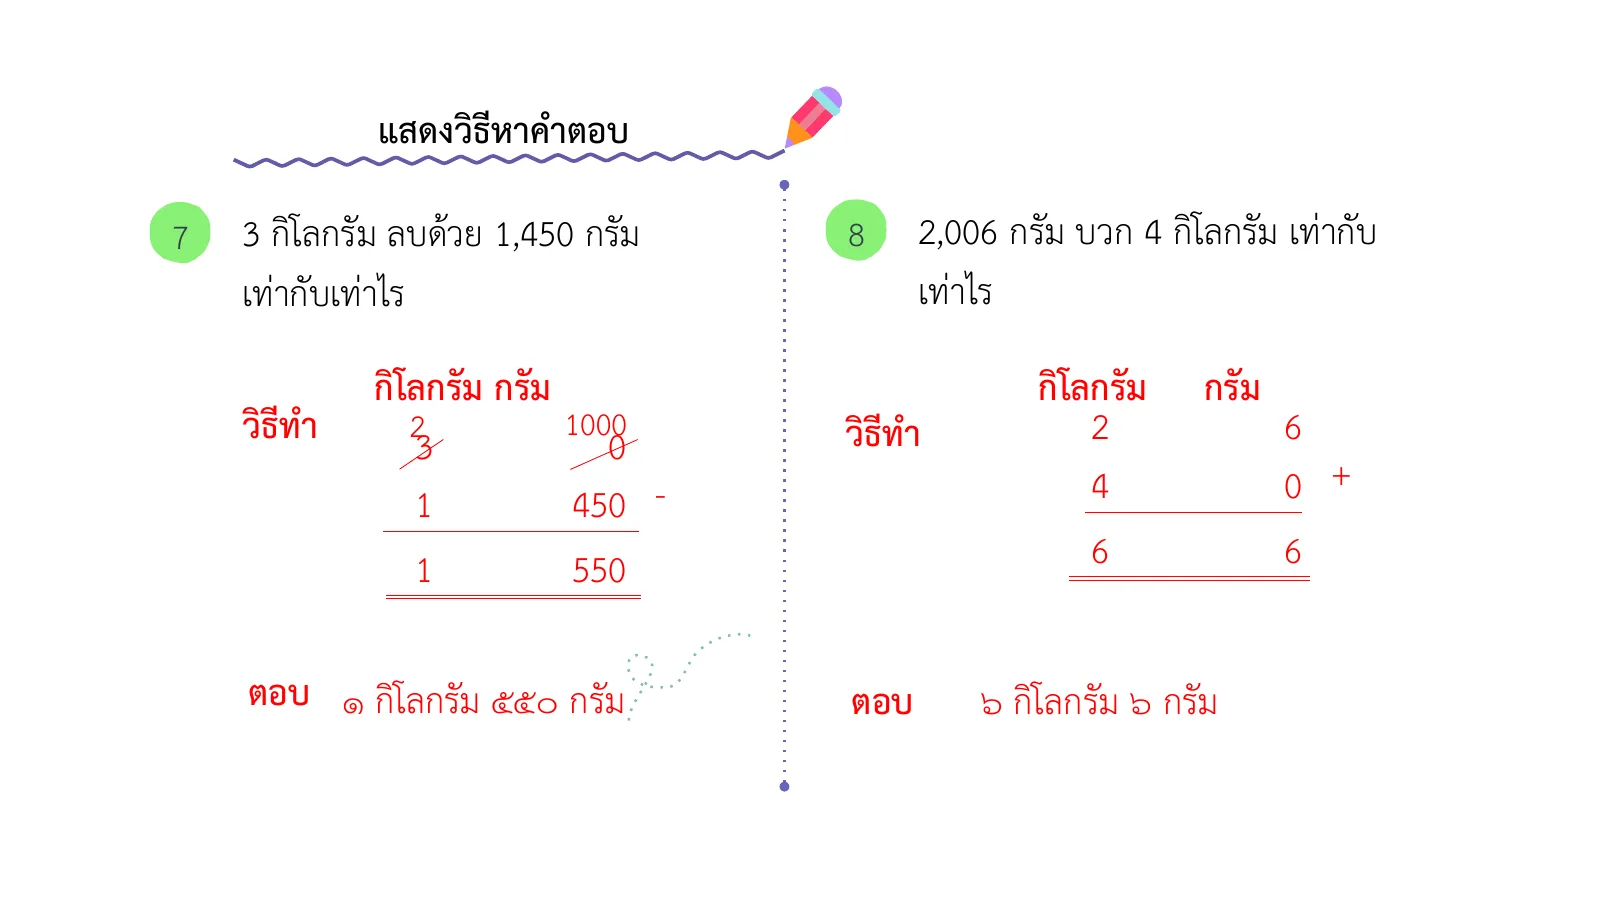 แสดงวิธีหาคำตอบ
7
3 กิโลกรัม ลบด้วย 1,450 กรัม
เท่ากับเท่าไร
กิโลกรัม กรัม
วิธีทำ
2 1000
3 0
1 450 -
1 550
ตอบ ๑ กิโลกรัม ๕๕๐ กรัม
8
2,006 กรัม บวก 4 กิโลกรัม เท่ากับ
เท่าไร
กิโลกรัม กรัม
วิธีทำ
2 6
4 0 +
6 6
ตอบ ๖ กิโลกรัม ๖ กรัม